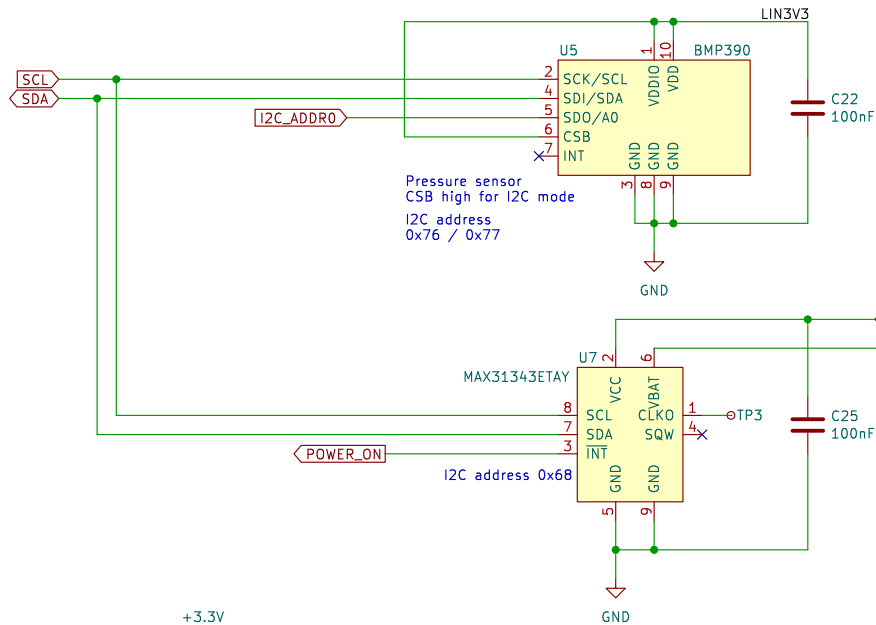 LIN3V3
U5
BMP390
1
10
SCL
2
SCK/SCL
VDDIO
VDD
C22
SDA
4
SDI/SDA
100nF
I2C_ADDR0
5
SDO/A0
6
CSB
7
INT
GND
GND
GND
Pressure sensor
3
8
9
CSB high for I2C mode
I2C address
0x76 / 0x77
GND
U7
2
6
MAX31343ETAY
VCC
VBAT
8
SCL
CLKO
1
TP3
C25
7
SDA
SQW
4
100nF
POWER_ON
3
INT
I2C address 0x68
GND
GND
5
9
+3.3V
GND